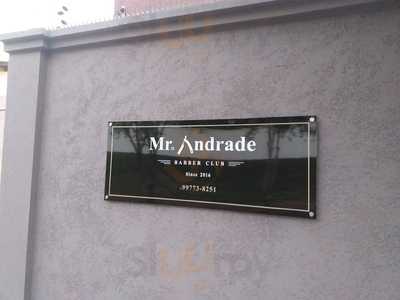 Mr. Andrade
BARBER CLUB
Since 2016
99773-8251